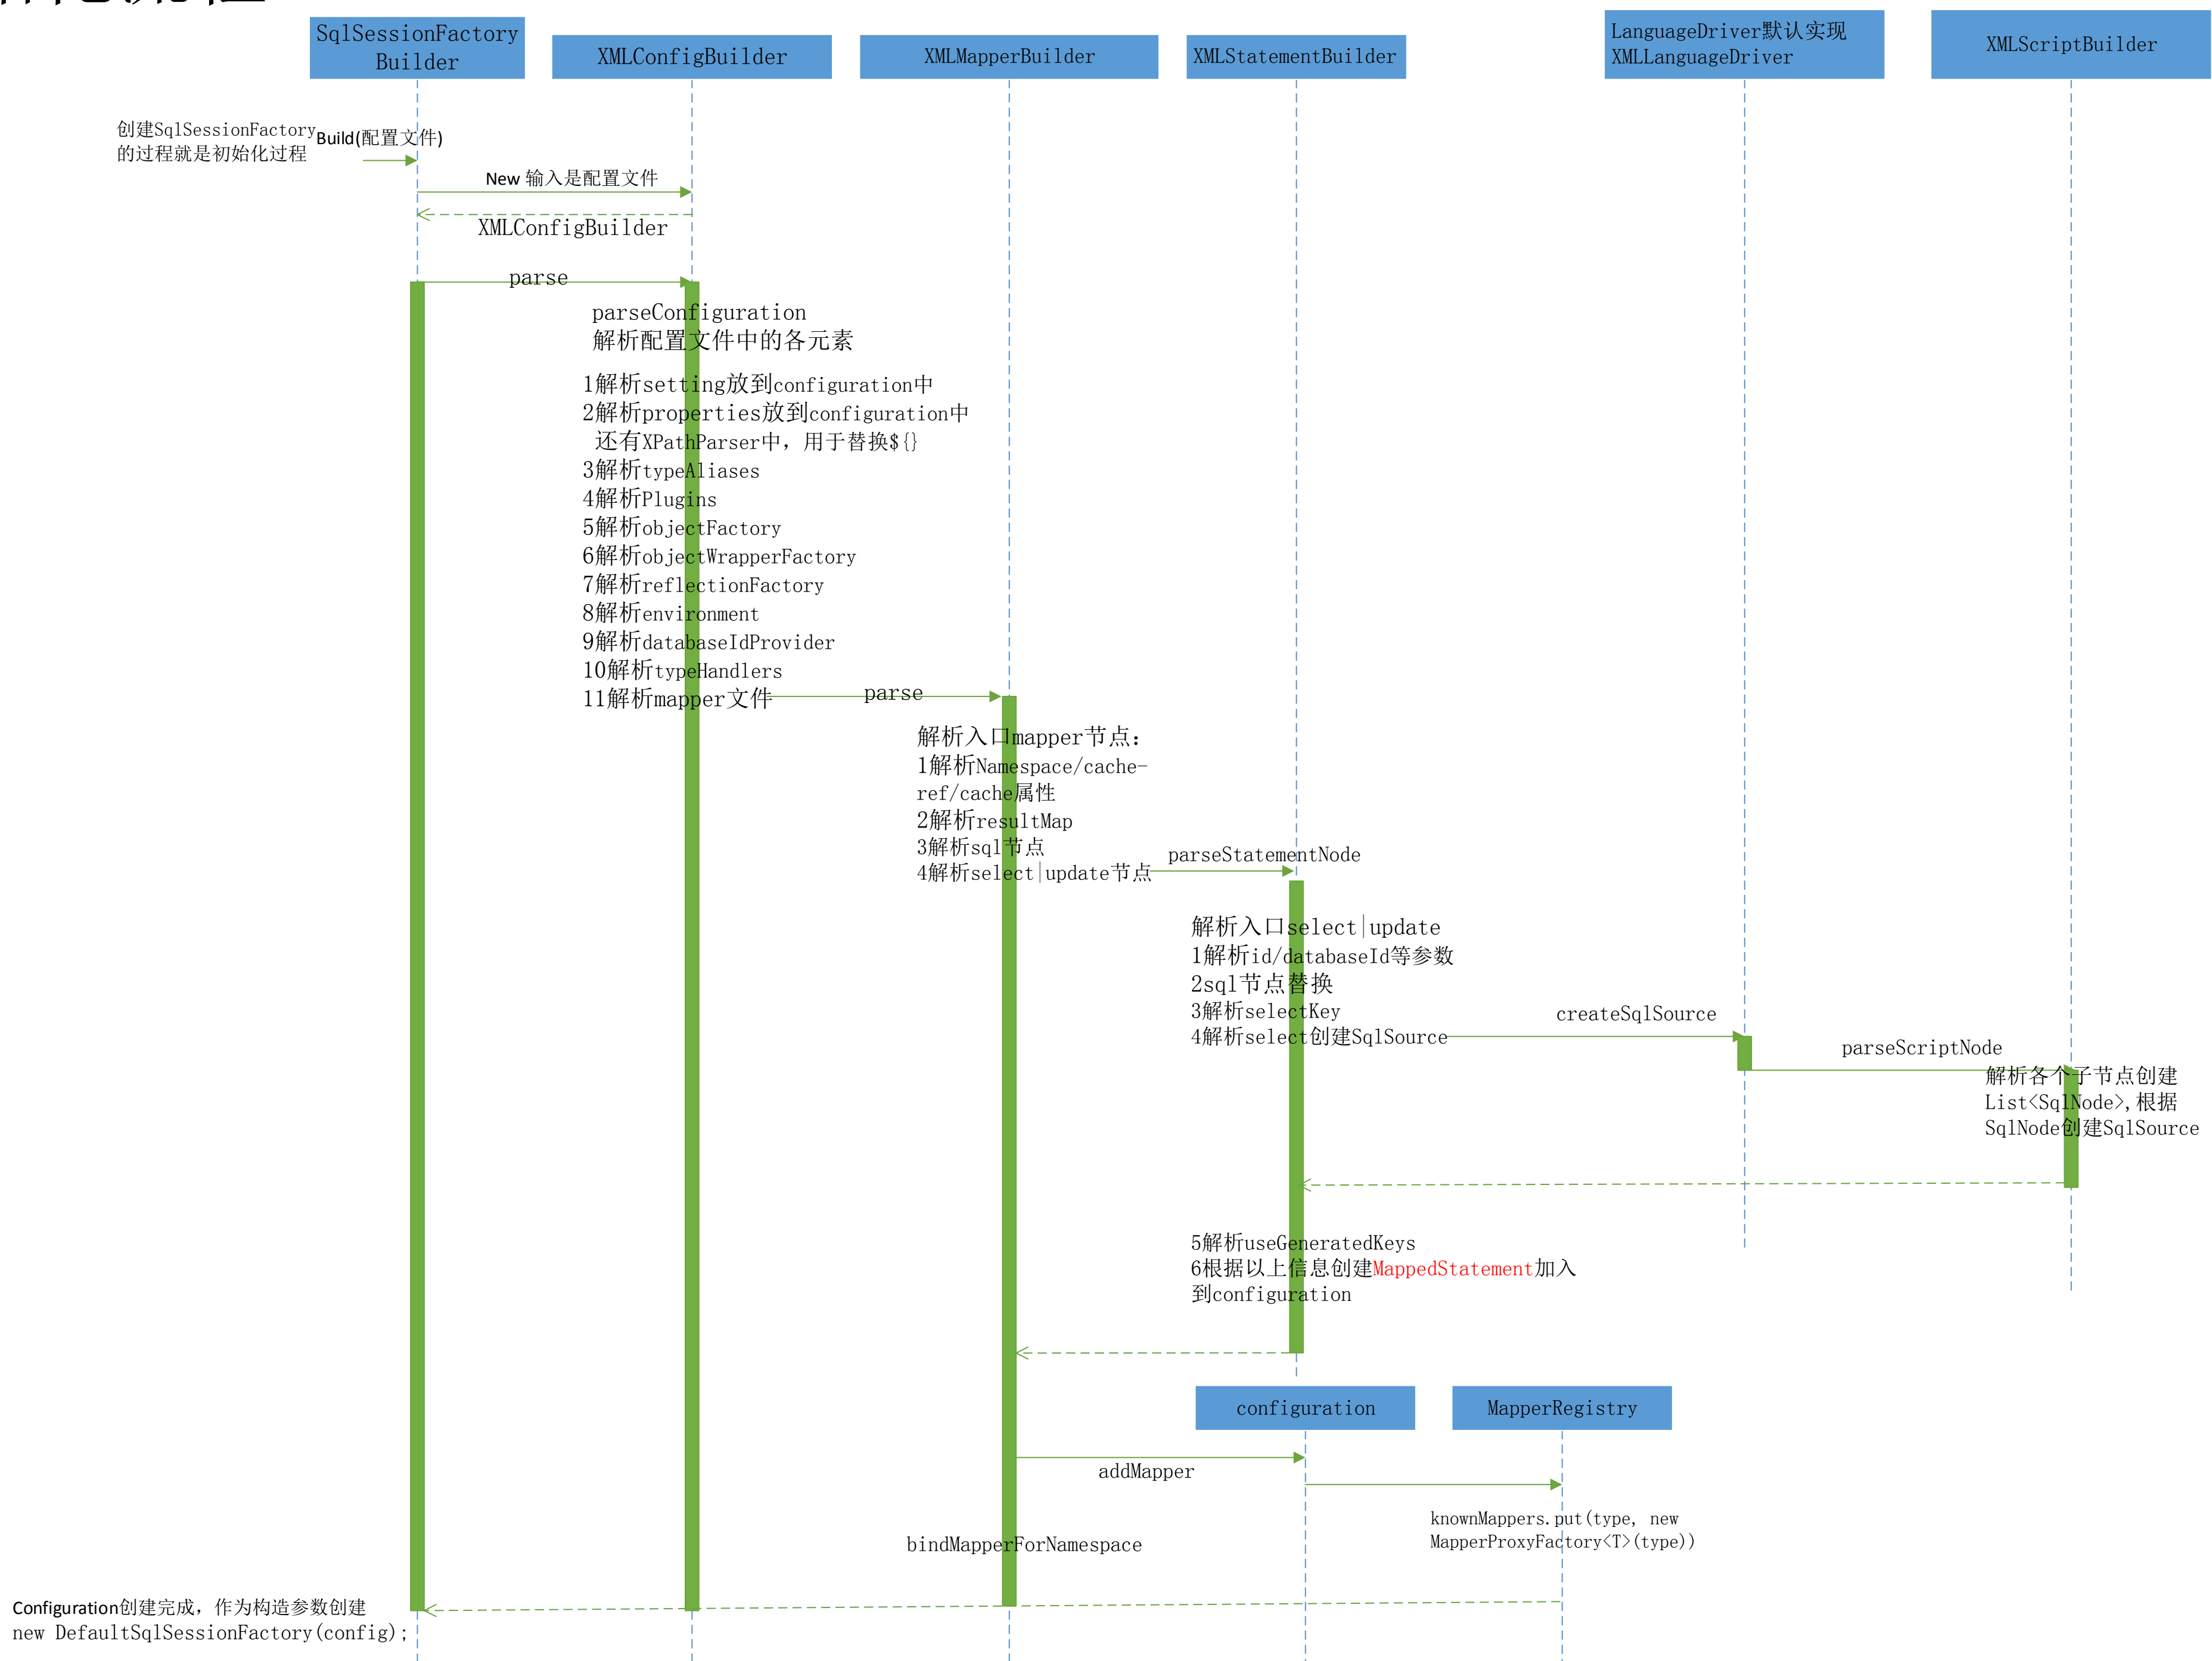 SqlSessionFactory
Builder
XMLConfigBuilder
XMLMapperBuilder
XMLStatementBuilder
LanguageDriver默认实现
XMLLanguageDriver
XMLScriptBuilder
创建SqlSessionFactory
的过程就是初始化过程
Build(配置文件)
New 输入是配置文件
XMLConfigBuilder
parse
parseConfiguration
解析配置文件中的各元素
1解析setting放到configuration中
2解析properties放到configuration中
还有XPathParser中，用于替换${}
3解析typeAliases
4解析Plugins
5解析objectFactory
6解析objectWrapperFactory
7解析reflectionFactory
8解析environment
9解析databaseIdProvider
10解析typeHandlers
11解析mapper文件
parse
解析入口mapper节点：
1解析Namespace/cache-
ref/cache属性
2解析resultMap
3解析sql节点
4解析select|update节点
parseStatementNode
解析入口select|update
1解析id/databaseId等参数
2sql节点替换
3解析selectKey
4解析select创建SqlSource
createSqlSource
parseScriptNode
解析各个子节点创建
List<SqlNode>,根据
SqlNode创建SqlSource
5解析useGeneratedKeys
6根据以上信息创建MappedStatement加入
到configuration
configuration
MapperRegistry
addMapper
knownMappers.put(type, new
MapperProxyFactory<T>(type))
bindMapperForNamespace
Configuration创建完成，作为构造参数创建
new DefaultSqlSessionFactory(config);